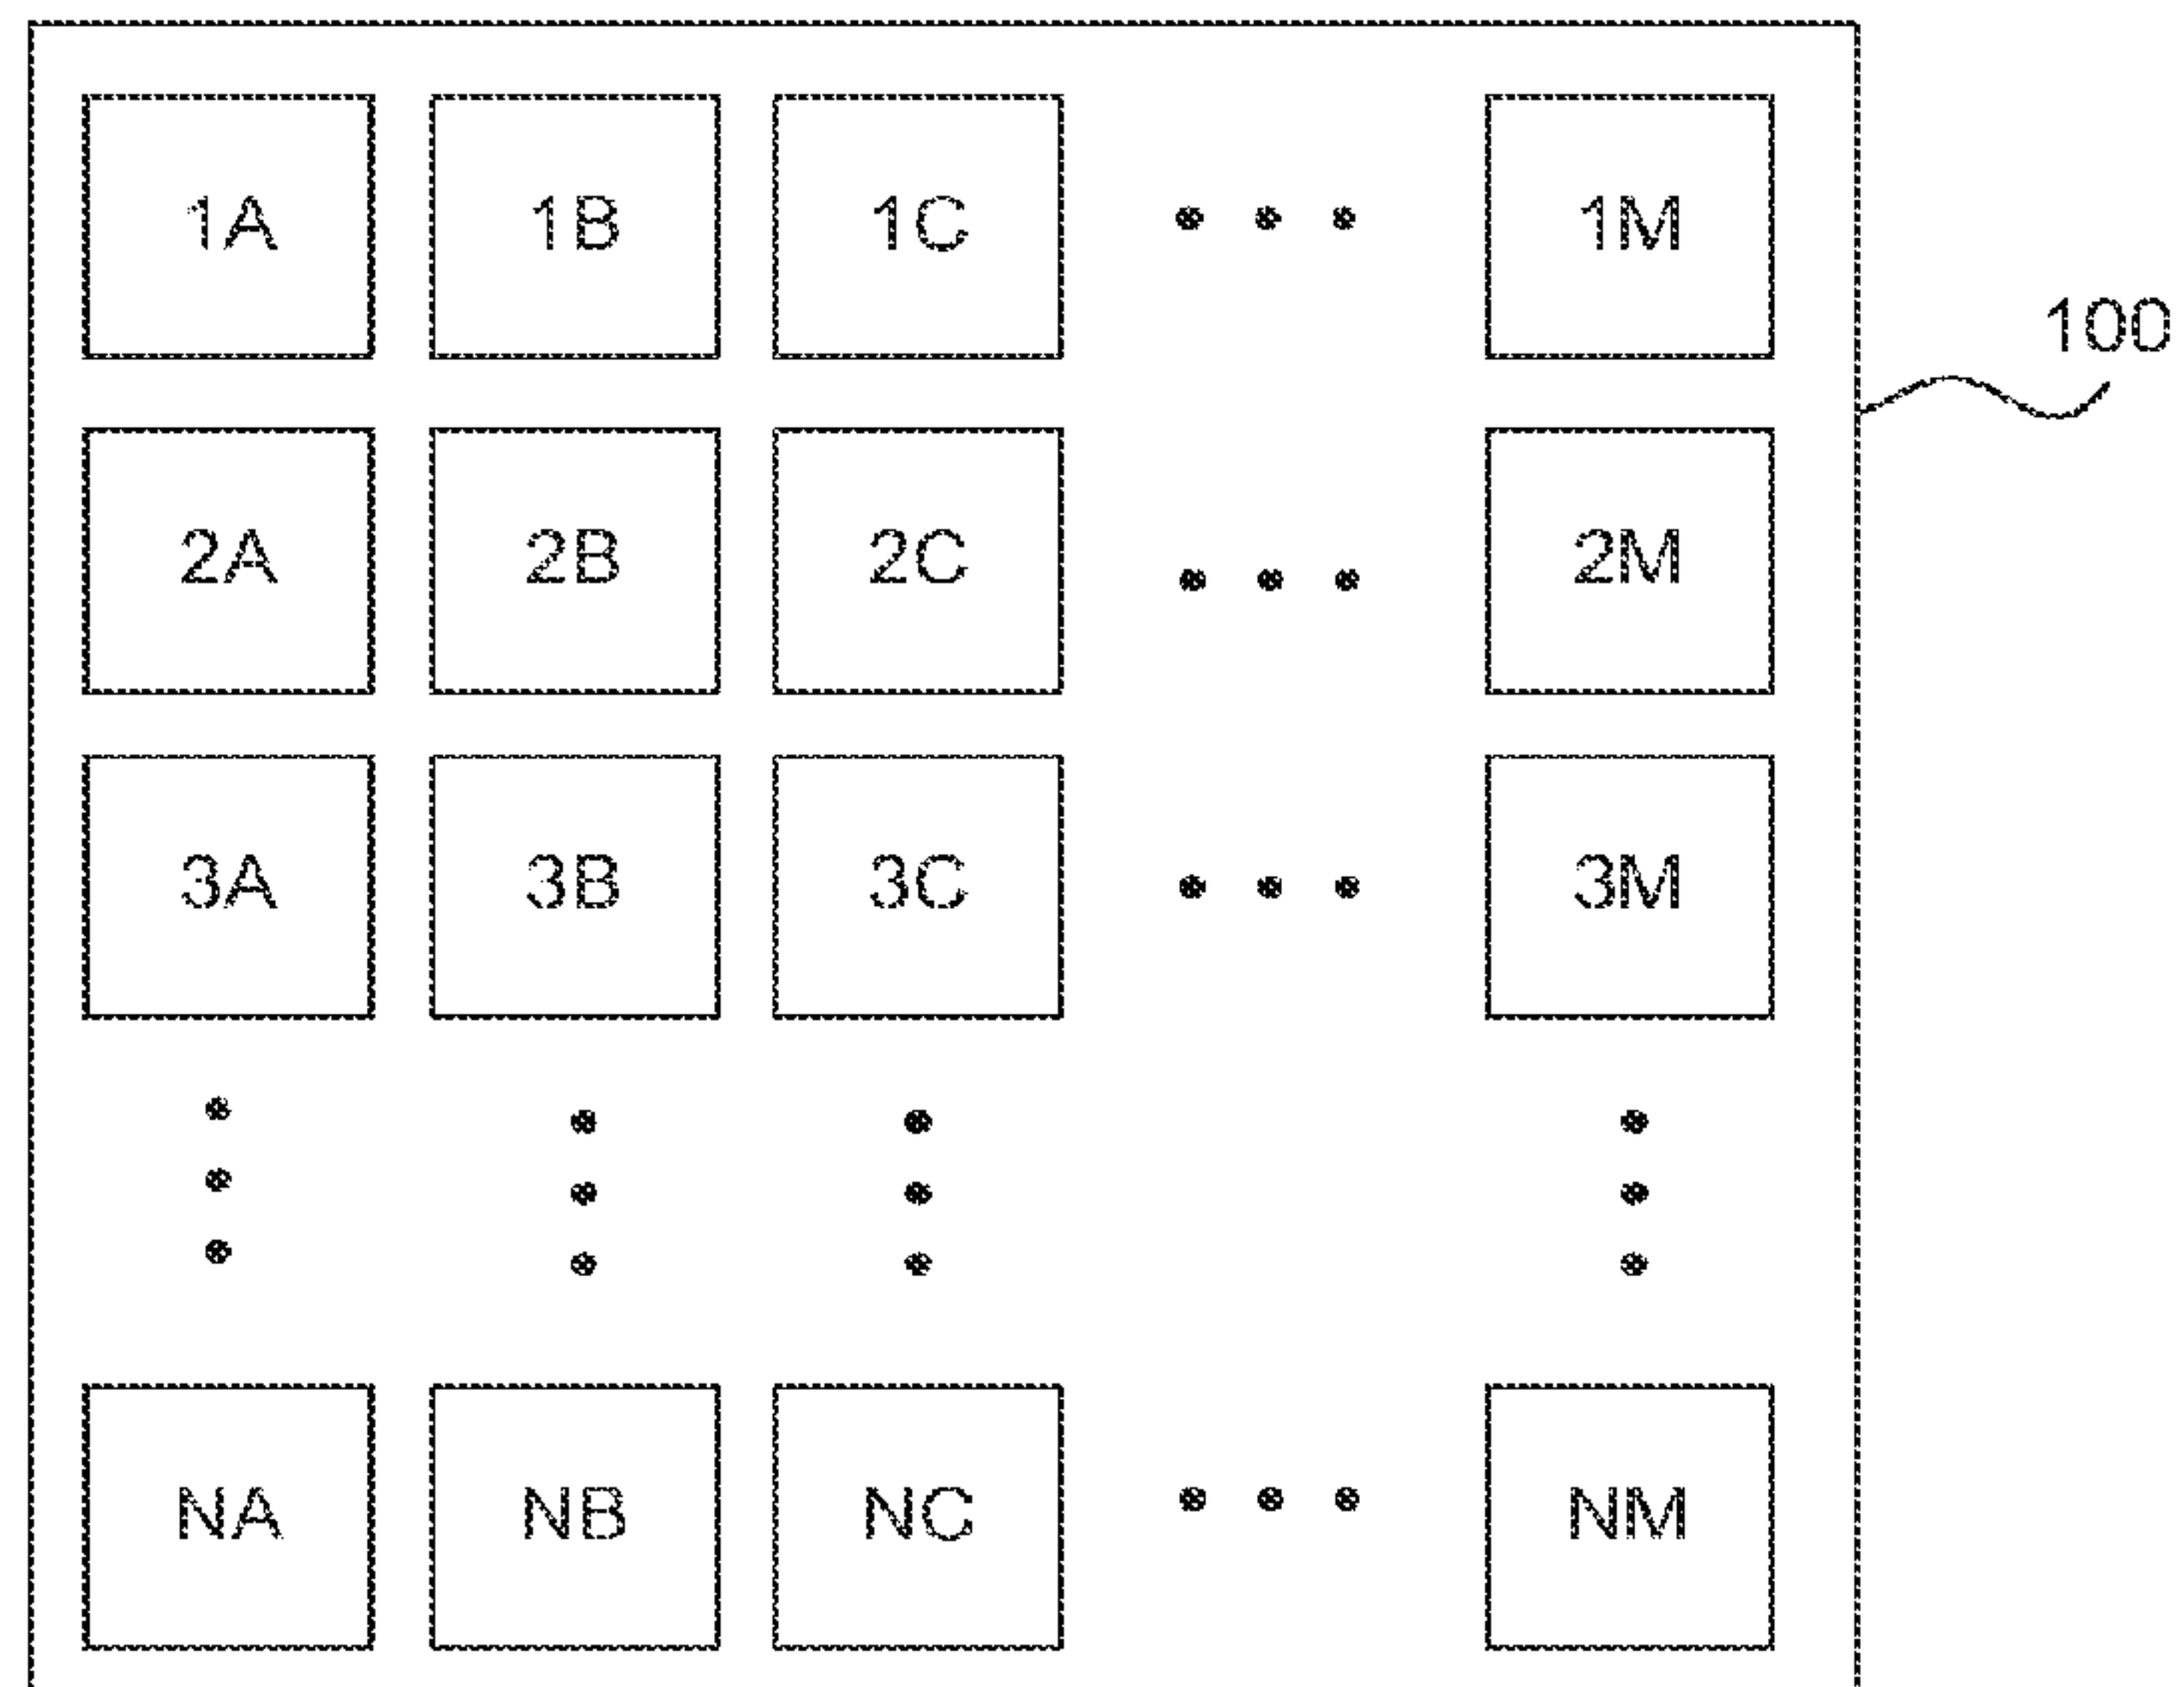 1A 1B 1C • • • 1M
100
2A 2B 2C • • • 2M
3A 3B 3C • • • 3M
NA NB NC • • • NM